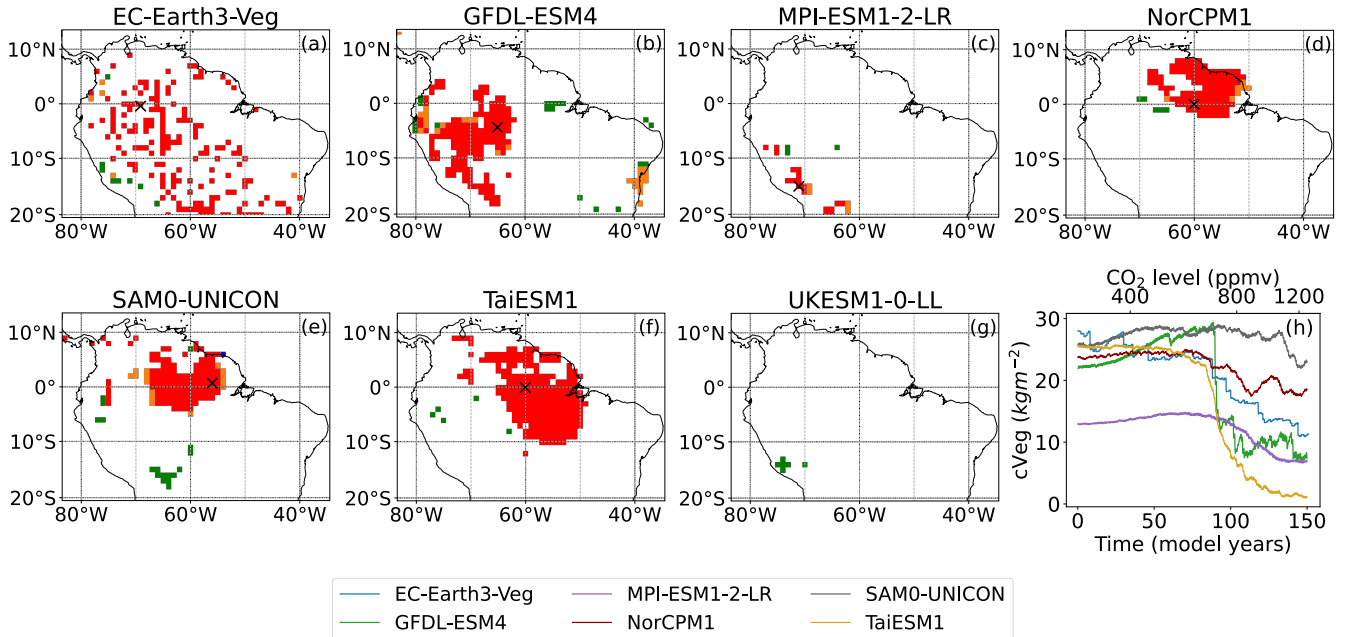 EC-Earth3-Veg
GFDL-ESM4
MPI-ESM1-2-LR
NorCPM1
(a)
(b)
(c)
(d)
10°N
0°
10°S
20°S
80°W
60°W
40°W
10°N
0°
10°S
20°S
80°W
60°W
40°W
10°N
0°
10°S
20°S
80°W
60°W
40°W
10°N
0°
10°S
20°S
80°W
60°W
40°W
SAM0-UNICON
TaiESM1
UKESM1-0-LL
CO₂ level (ppmv)
400
800
1200
(e)
(f)
(g)
(h)
10°N
0°
10°S
20°S
80°W
60°W
40°W
10°N
0°
10°S
20°S
80°W
60°W
40°W
10°N
0°
10°S
20°S
80°W
60°W
40°W
cVeg (kgm⁻²)
30
20
10
0
0
50
100
150
Time (model years)
EC-Earth3-Veg
MPI-ESM1-2-LR
SAM0-UNICON
GFDL-ESM4
NorCPM1
TaiESM1